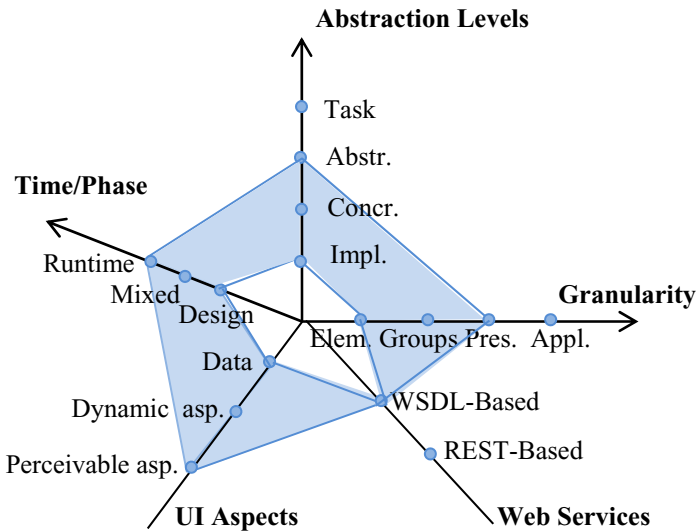 Abstraction Levels
Task
Abstr.
Time/Phase
Concr.
Runtime
Impl.
Mixed
Granularity
Design
Elem. Groups Pres. Appl.
Data
WSDL-Based
Dynamic asp.
REST-Based
Perceivable asp.
UI Aspects
Web Services